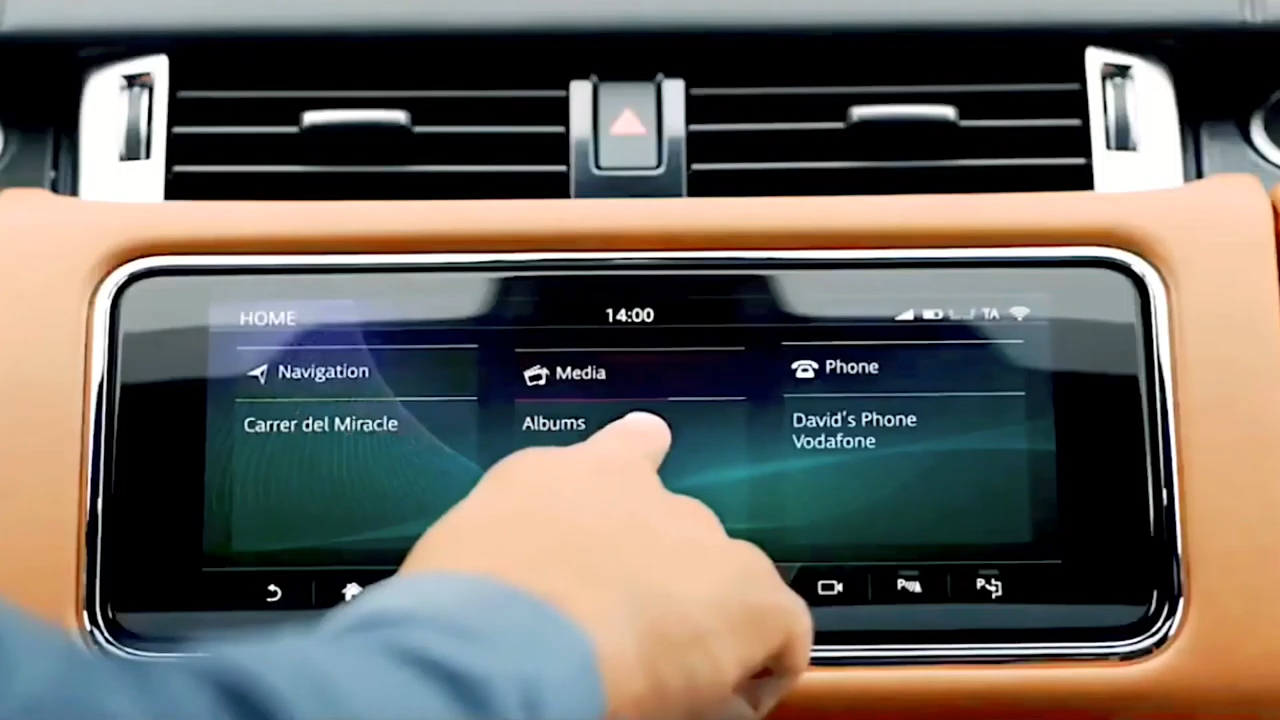 HOME
14:00
TA
Navigation
Media
Phone
Carrer del Miracle
Albums
David's Phone
Vodafone
P
P